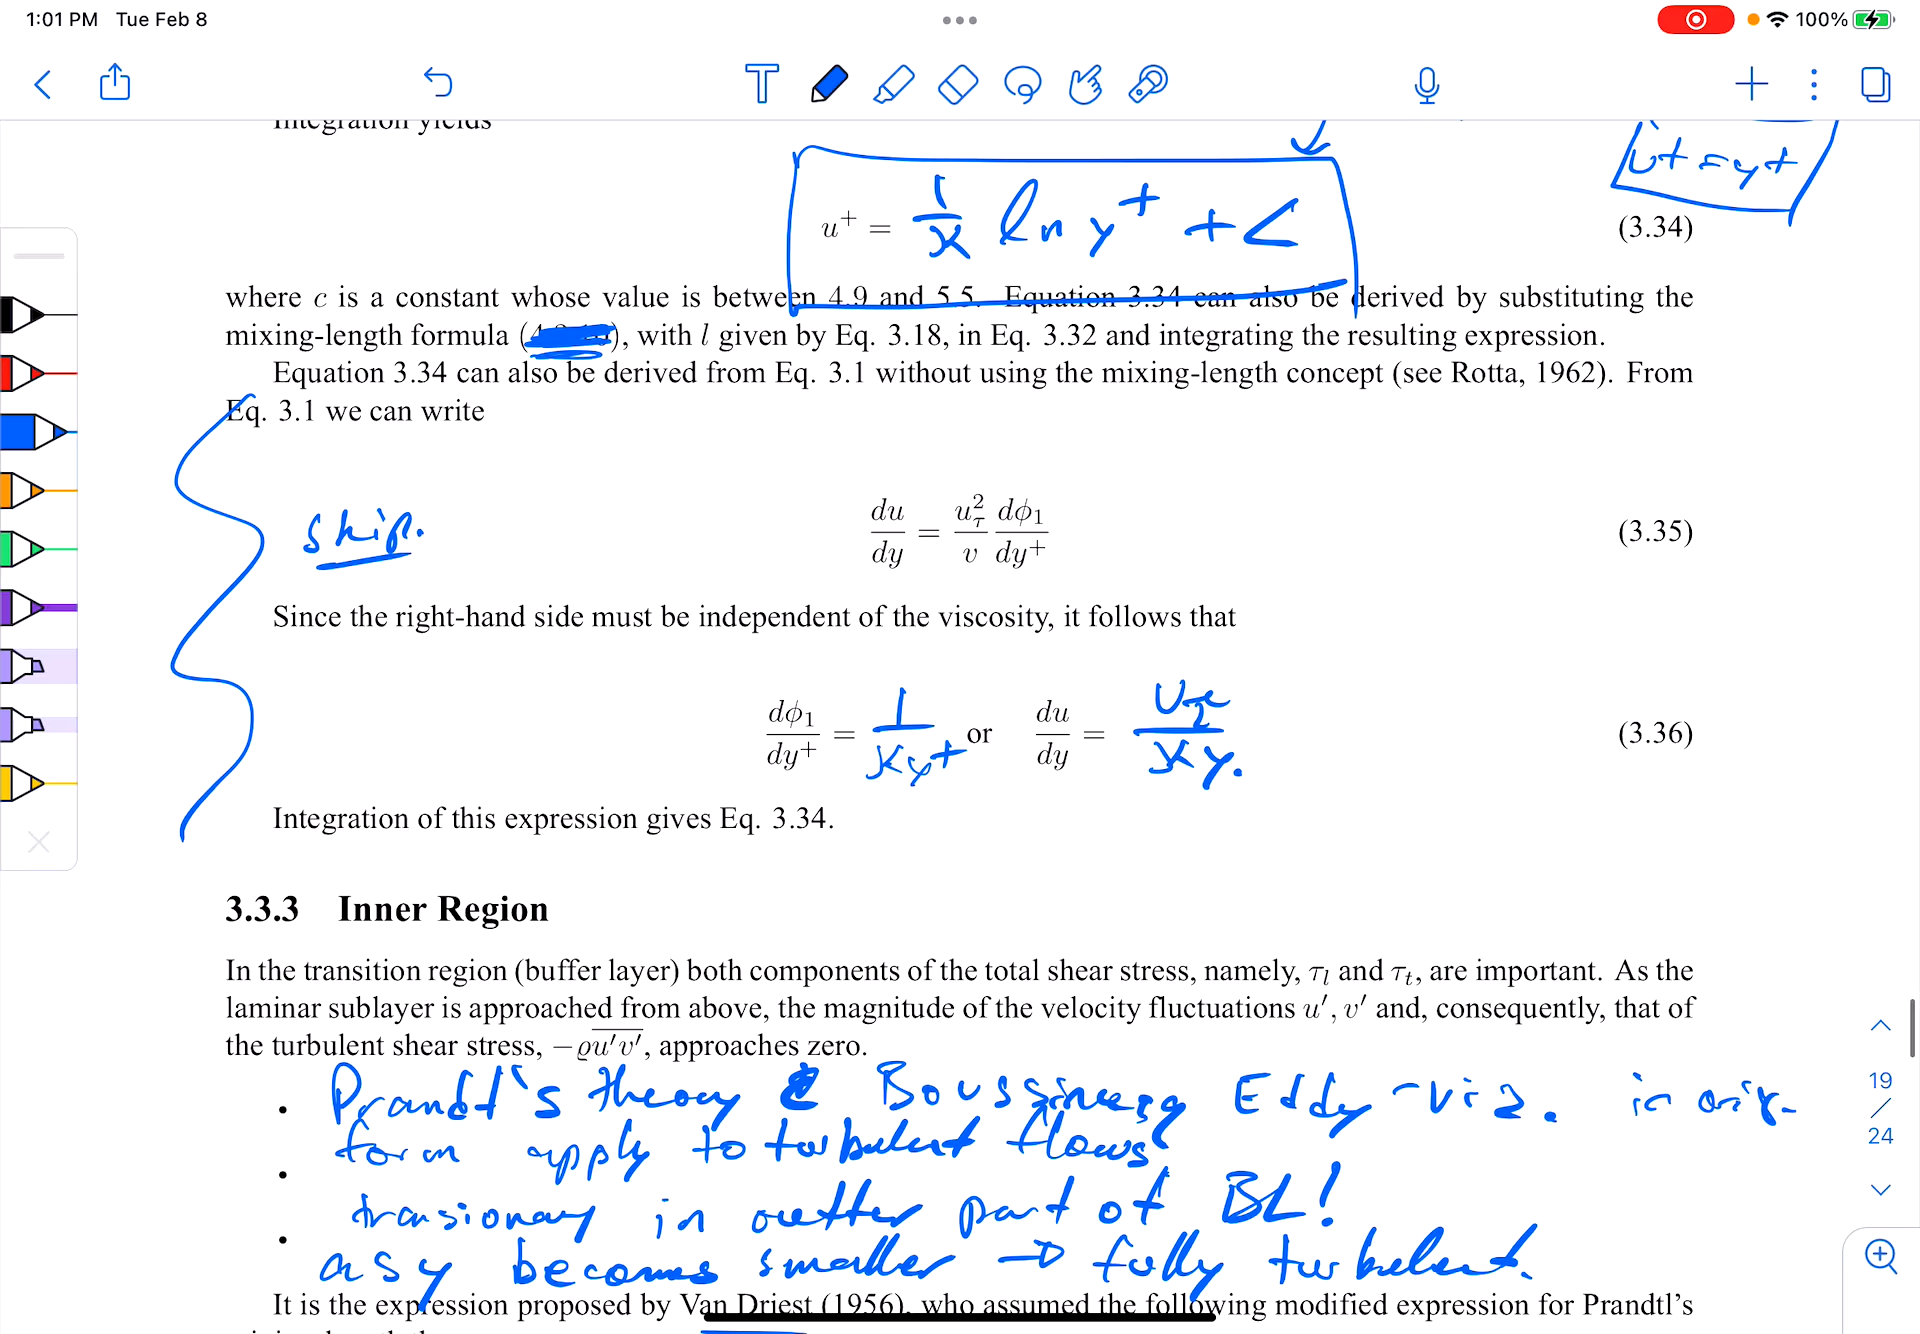 1:01 PM Tue Feb 8
100%
Integration yields
u+ = y+
u⁺ = 1/κ ln y⁺ + C (3.34)
where c is a constant whose value is between 4.9 and 5.5. Equation 3.34 can also be derived by substituting the
mixing-length formula ( ), with l given by Eq. 3.18, in Eq. 3.32 and integrating the resulting expression.
Equation 3.34 can also be derived from Eq. 3.1 without using the mixing-length concept (see Rotta, 1962). From
Eq. 3.1 we can write
skip.
du/dy = u_τ²/v dϕ₁/dy⁺ (3.35)
Since the right-hand side must be independent of the viscosity, it follows that
dϕ₁/dy⁺ = 1/κy⁺ or du/dy = u_τ/κy. (3.36)
Integration of this expression gives Eq. 3.34.
3.3.3 Inner Region
In the transition region (buffer layer) both components of the total shear stress, namely, τ_l and τ_t, are important. As the
laminar sublayer is approached from above, the magnitude of the velocity fluctuations u′, v′ and, consequently, that of
the turbulent shear stress, −ϱu′v′, approaches zero.
19
/
24
• Prandtl's theory & Boussinesq Eddy-vis. in orig.
form apply to turbulent flows
• in outter part of BL!
• as y becomes smaller → fully turbulent.
It is the expression proposed by Van Driest (1956), who assumed the following modified expression for Prandtl's